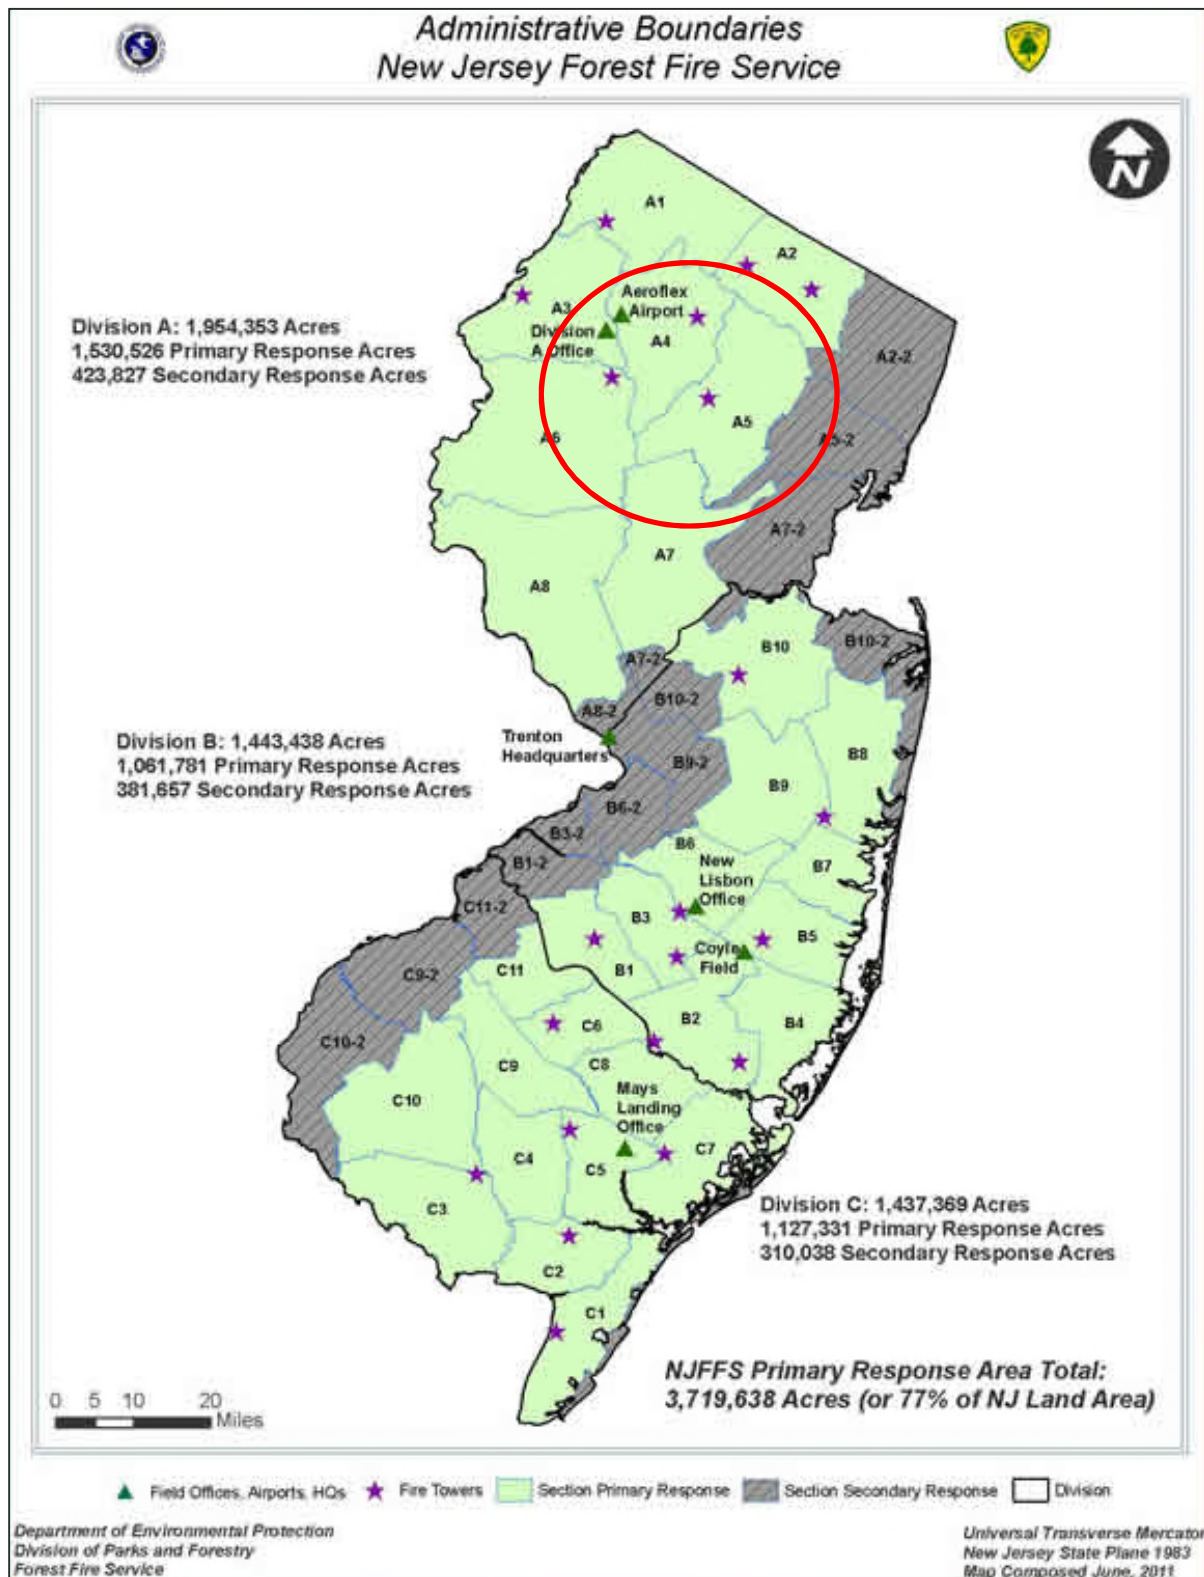 Administrative Boundaries
New Jersey Forest Fire Service
N
A1
A2
Aeroflex
Airport
A3
Division
A Office
A4
Division A: 1,954,353 Acres
1,530,526 Primary Response Acres
423,827 Secondary Response Acres
A2-2
A5
A5-2
A6
A7-2
A7
A8
B10
B10-2
A7-2
B10-2
A8-2
Trenton
Headquarters
Division B: 1,443,438 Acres
1,061,781 Primary Response Acres
381,657 Secondary Response Acres
B9-2
B8
B9
B6-2
B3-2
B6
B1-2
New
Lisbon
Office
B7
C11-2
B3
B5
Coyle
Field
C11
B1
C9-2
B2
B4
C6
C10-2
C8
C9
Mays
Landing
Office
C10
C7
C4
C5
C3
Division C: 1,437,369 Acres
1,127,331 Primary Response Acres
310,038 Secondary Response Acres
C2
C1
NJFFS Primary Response Area Total:
3,719,638 Acres (or 77% of NJ Land Area)
0 5 10 20
Miles
Field Offices, Airports, HQs Fire Towers Section Primary Response Section Secondary Response Division
Department of Environmental Protection
Division of Parks and Forestry
Forest Fire Service
Universal Transverse Mercator
New Jersey State Plane 1983
Map Composed June, 2011